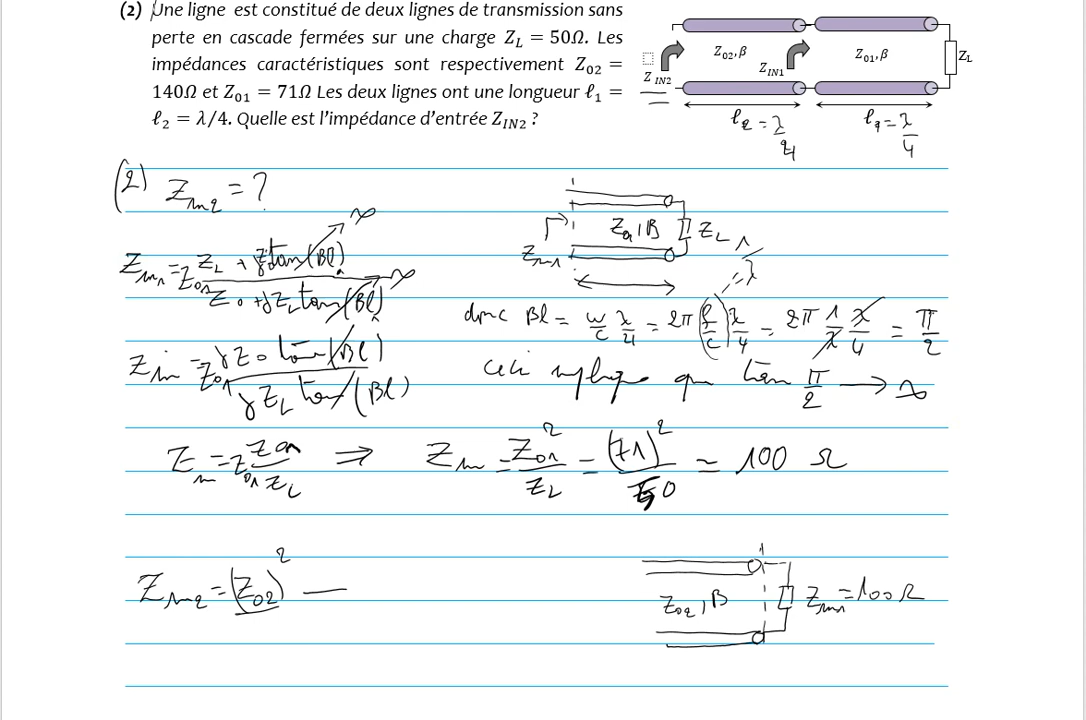 (2) Une ligne est constitué de deux lignes de transmission sans
perte en cascade fermées sur une charge Z_L = 50Ω. Les
impédances caractéristiques sont respectivement Z_02 =
140Ω et Z_01 = 71Ω Les deux lignes ont une longueur ℓ_1 =
ℓ_2 = λ/4. Quelle est l'impédance d'entrée Z_IN2 ?
Z_02,β
Z_01,β
Z_L
Z_IN2
Z_IN1
ℓ_2 = λ/4
ℓ_1 = λ/4
(2) Z_in2 = ?
Z_01, β
Z_L
Z_in1
Z_in1 = Z_01 (Z_L + j tan(βl)) / (Z_0 + j Z_L tan(βl))
∞
∞
donc βl = ω/c λ/4 = 2π (f/c) λ/4 = 2π 1/λ λ/4 = π/2
1/λ
Z_in = Z_01 (j Z_0 tan(βl)) / (j Z_L tan(βl))
Ceci implique que tan π/2 → ∞
Z_in = Z_01 Z_01/Z_L ⇒ Z_in = Z_01²/Z_L = (71)²/50 ≃ 100 Ω
Z_in2 = (Z_02)² —
Z_02, β
Z_in1 = 100 Ω